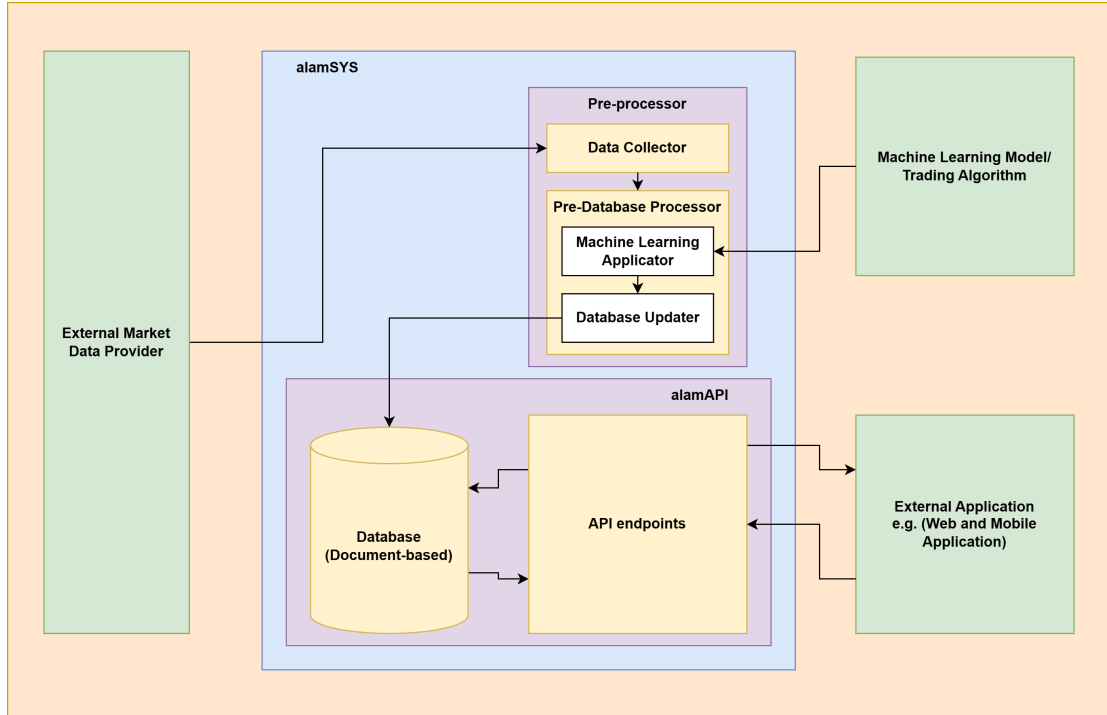 alamSYS
Pre-processor
Data Collector
Pre-Database Processor
Machine Learning
Applicator
Database Updater
Machine Learning Model/
Trading Algorithm
External Market
Data Provider
alamAPI
Database
(Document-based)
API endpoints
External Application
e.g. (Web and Mobile
Application)